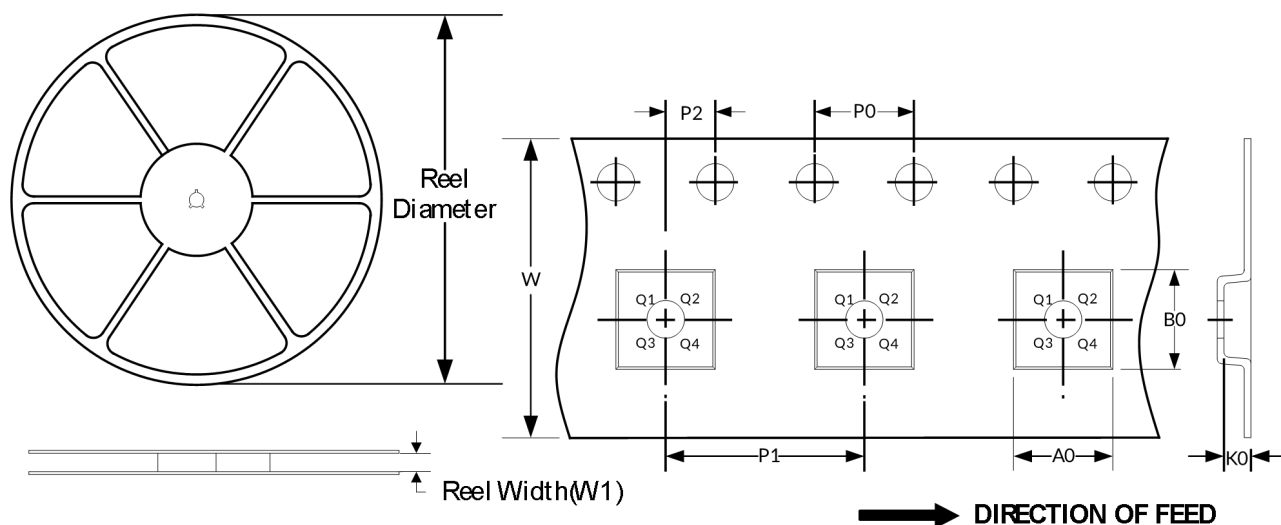 Reel
Diameter
Reel Width(W1)
P2
P0
W
Q1 Q2
Q3 Q4
Q1 Q2
Q3 Q4
Q1 Q2
Q3 Q4
B0
P1
A0
K0
DIRECTION OF FEED